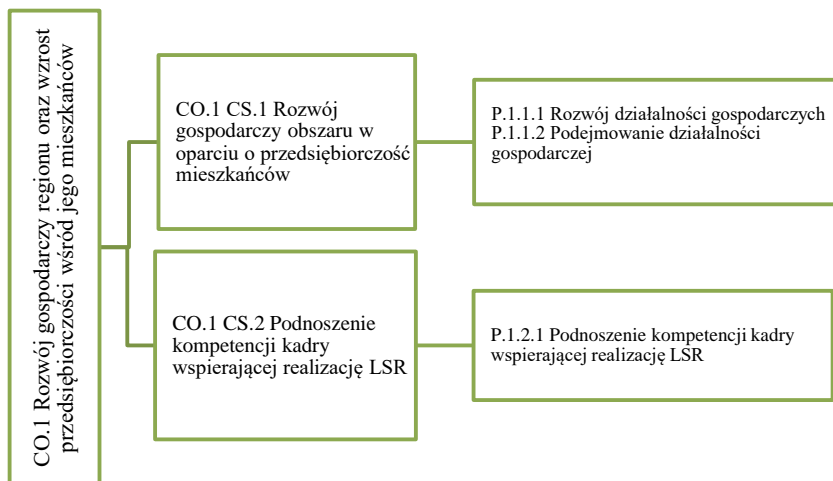 CO.1 Rozwój gospodarczy regionu oraz wzrost
przedsiębiorczości wśród jego mieszkańców
CO.1 CS.1 Rozwój
gospodarczy obszaru w
oparciu o przedsiębiorczość
mieszkańców
P.1.1.1 Rozwój działalności gospodarczych
P.1.1.2 Podejmowanie działalności
gospodarczej
CO.1 CS.2 Podnoszenie
kompetencji kadry
wspierającej realizację LSR
P.1.2.1 Podnoszenie kompetencji kadry
wspierającej realizację LSR